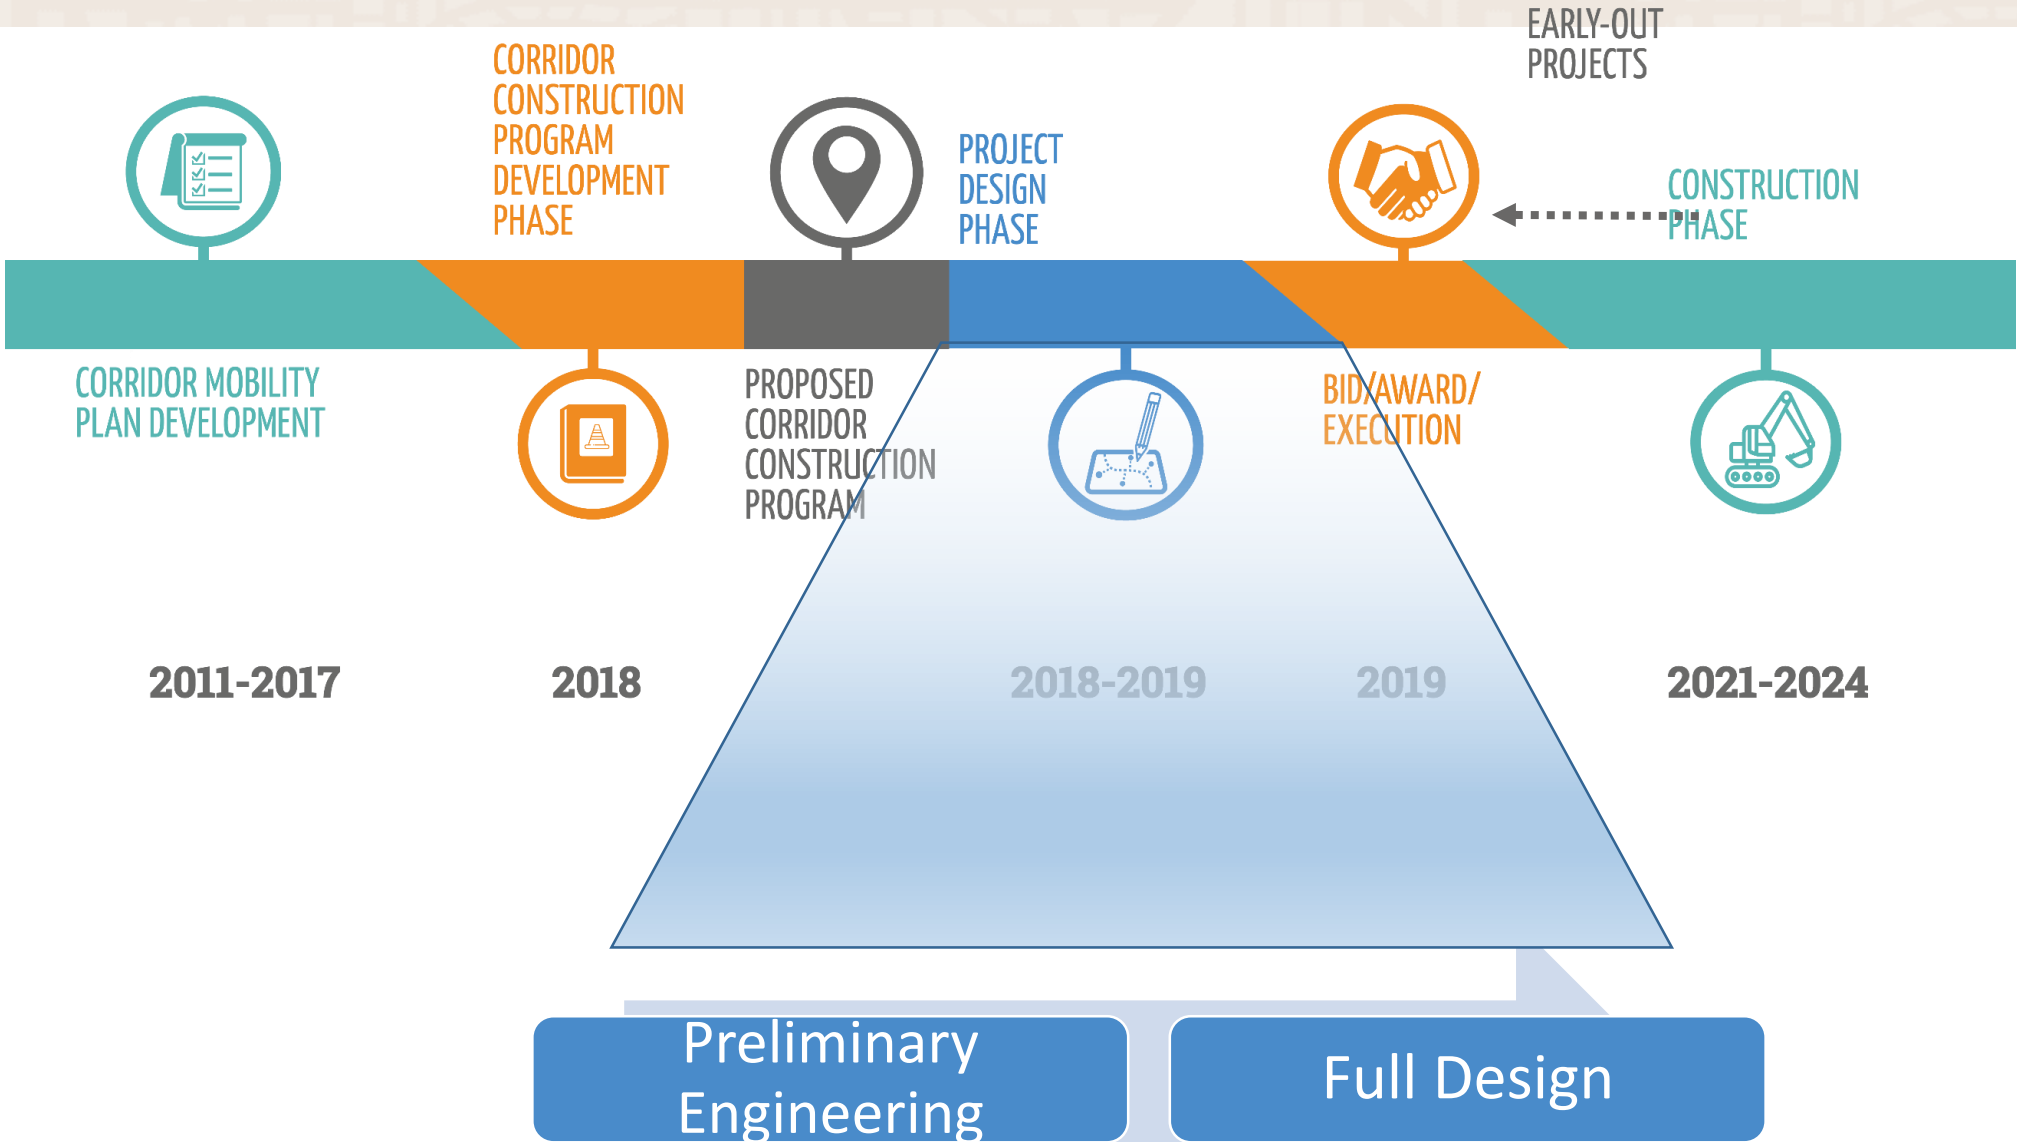 EARLY-OUT
PROJECTS
CORRIDOR
CONSTRUCTION
PROGRAM
DEVELOPMENT
PHASE
PROJECT
DESIGN
PHASE
CONSTRUCTION
PHASE
CORRIDOR MOBILITY
PLAN DEVELOPMENT
PROPOSED
CORRIDOR
CONSTRUCTION
PROGRAM
BID/AWARD/
EXECUTION
2011-2017
2018
2018-2019
2019
2021-2024
Preliminary
Engineering
Full Design